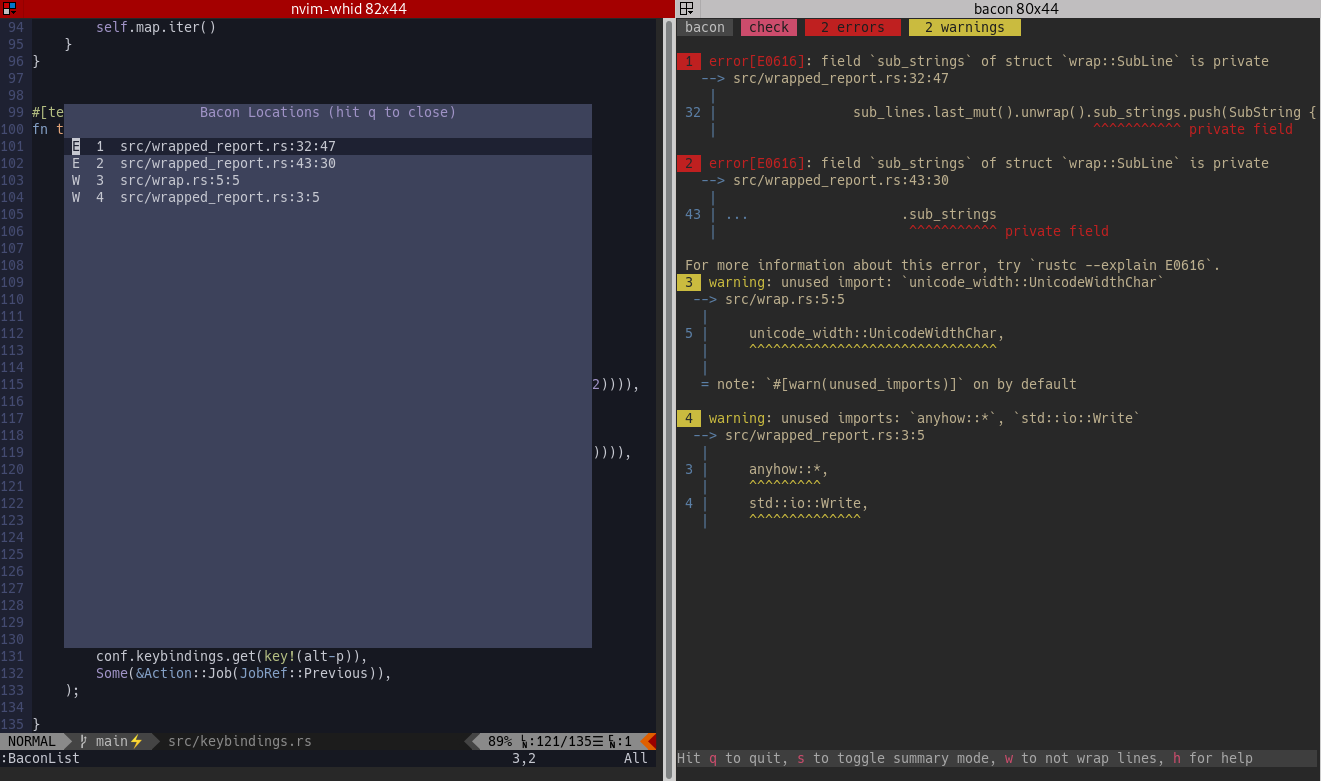 nvim-whid 82x44
94 self.map.iter()
95 }
96 }
97
98
99 #[te
100 fn t
Bacon Locations (hit q to close)
101 E 1 src/wrapped_report.rs:32:47
102 E 2 src/wrapped_report.rs:43:30
103 W 3 src/wrap.rs:5:5
104 W 4 src/wrapped_report.rs:3:5
105
106
107
108
109
110
111
112
113
114
115 2)))),
116
117
118
119 )))),
120
121
122
123
124
125
126
127
128
129
130
131 conf.keybindings.get(key!(alt-p)),
132 Some(&Action::Job(JobRef::Previous)),
133 );
134
135 }
NORMAL main⚡ src/keybindings.rs 89% LN:121/135☰ CN:1
:BaconList 3,2 All
bacon 80x44
bacon check 2 errors 2 warnings
1 error[E0616]: field `sub_strings` of struct `wrap::SubLine` is private
--> src/wrapped_report.rs:32:47
|
32 sub_lines.last_mut().unwrap().sub_strings.push(SubString {
| ^^^^^^^^^^^ private field
2 error[E0616]: field `sub_strings` of struct `wrap::SubLine` is private
--> src/wrapped_report.rs:43:30
|
43 | ... .sub_strings
| ^^^^^^^^^^^ private field
For more information about this error, try `rustc --explain E0616`.
3 warning: unused import: `unicode_width::UnicodeWidthChar`
--> src/wrap.rs:5:5
|
5 | unicode_width::UnicodeWidthChar,
| ^^^^^^^^^^^^^^^^^^^^^^^^^^^^^^^
|
= note: `#[warn(unused_imports)]` on by default
4 warning: unused imports: `anyhow::*`, `std::io::Write`
--> src/wrapped_report.rs:3:5
|
3 | anyhow::*,
| ^^^^^^^^^
4 | std::io::Write,
| ^^^^^^^^^^^^^^
Hit q to quit, s to toggle summary mode, w to not wrap lines, h for help